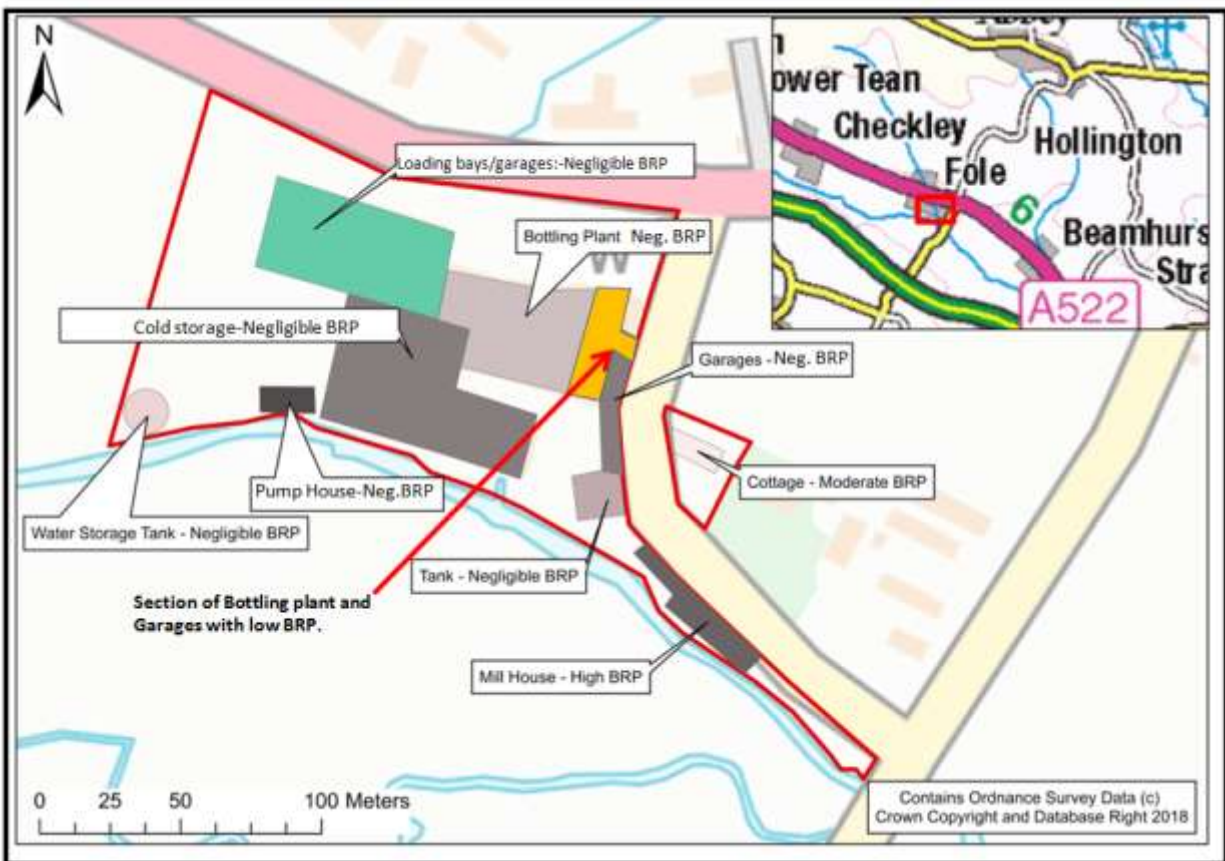 N
Loading bays/garages:-Negligible BRP
Bottling Plant Neg. BRP
Cold storage-Negligible BRP
Garages - Neg. BRP
Pump House-Neg.BRP
Cottage - Moderate BRP
Water Storage Tank - Negligible BRP
Tank - Negligible BRP
Section of Bottling plant and
Garages with low BRP.
Mill House - High BRP
0 25 50 100 Meters
Contains Ordnance Survey Data (c)
Crown Copyright and Database Right 2018
Abbey
ower Tean
Checkley
Hollington
Fole
6
Beamhurs
Stra
A522